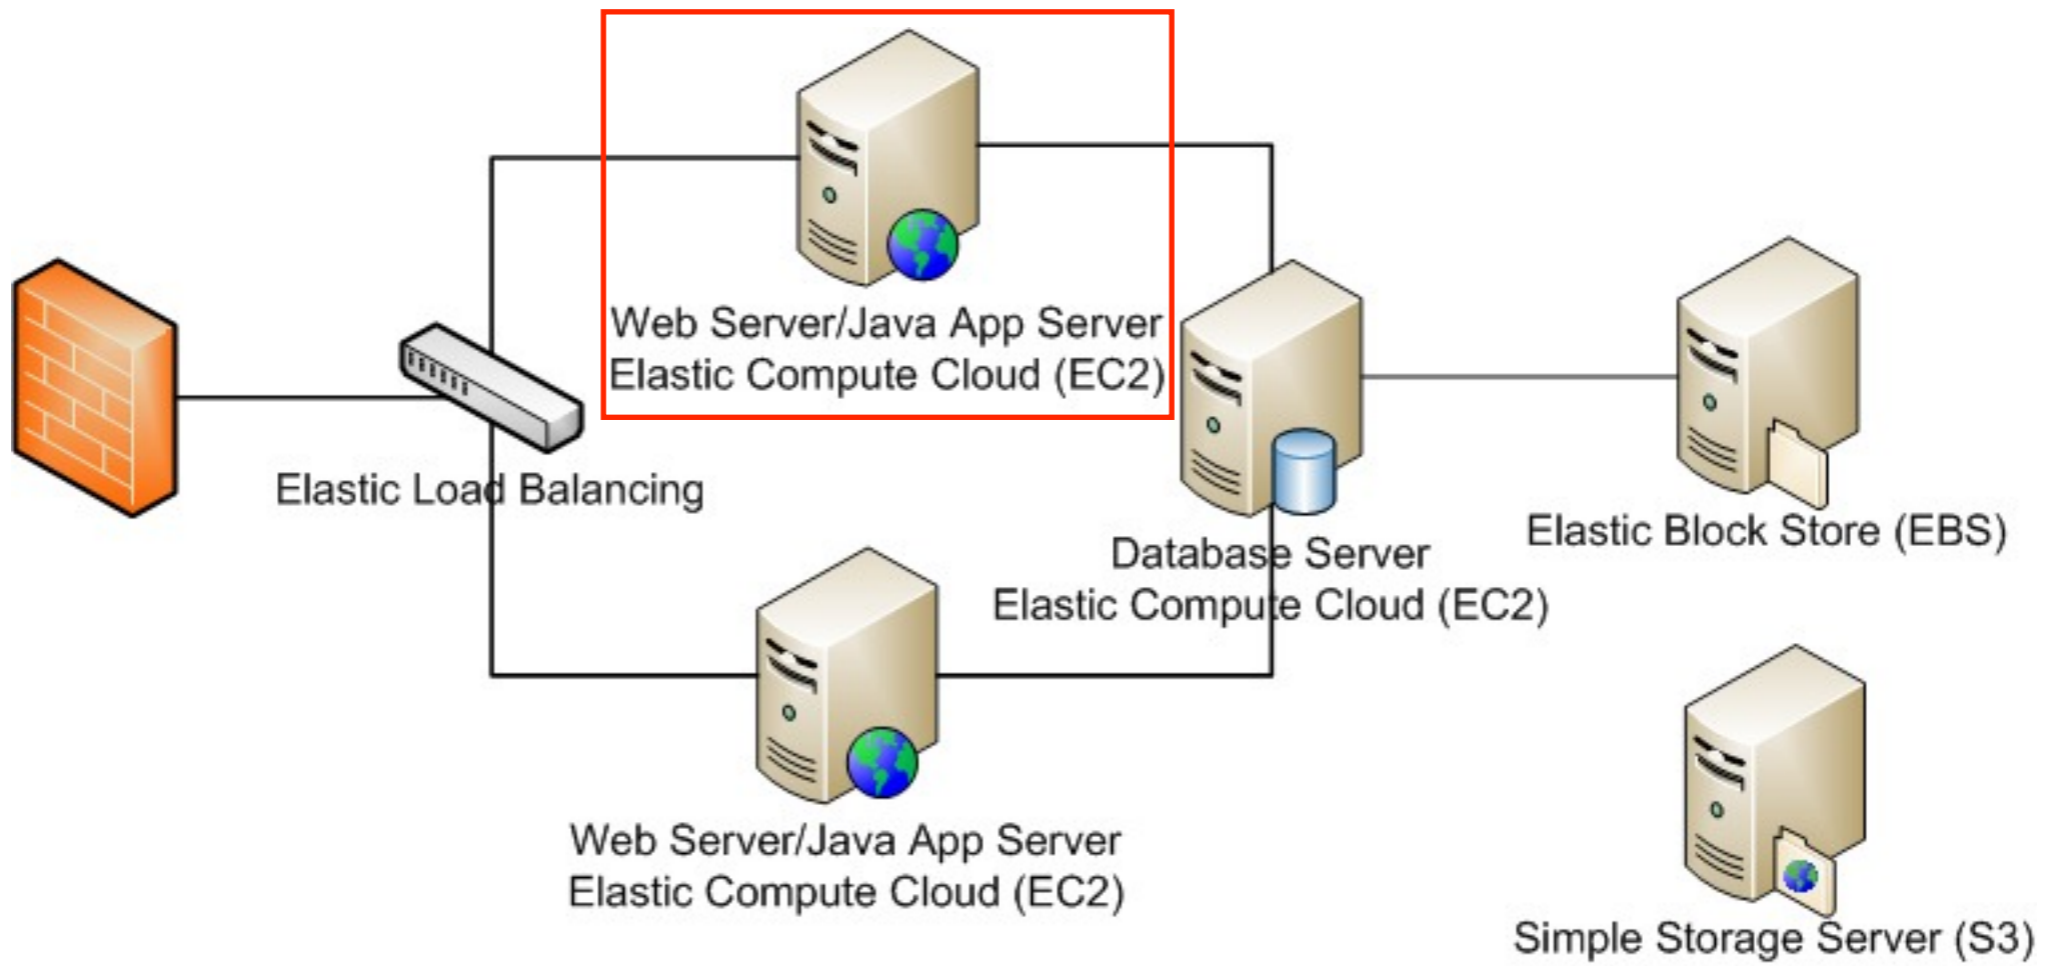 Web Server/Java App Server
Elastic Compute Cloud (EC2)
Elastic Load Balancing
Database Server
Elastic Compute Cloud (EC2)
Elastic Block Store (EBS)
Web Server/Java App Server
Elastic Compute Cloud (EC2)
Simple Storage Server (S3)